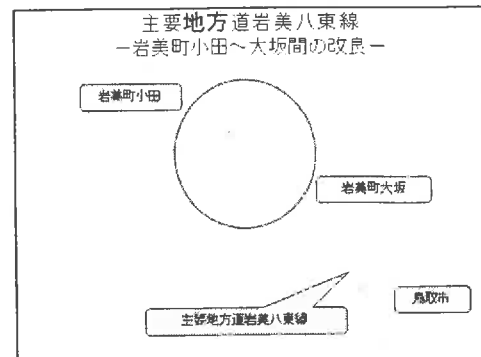 主要地方道岩美八東線
－岩美町小田～大坂間の改良－
岩美町小田
岩美町大坂
鳥取市
主要地方道岩美八東線